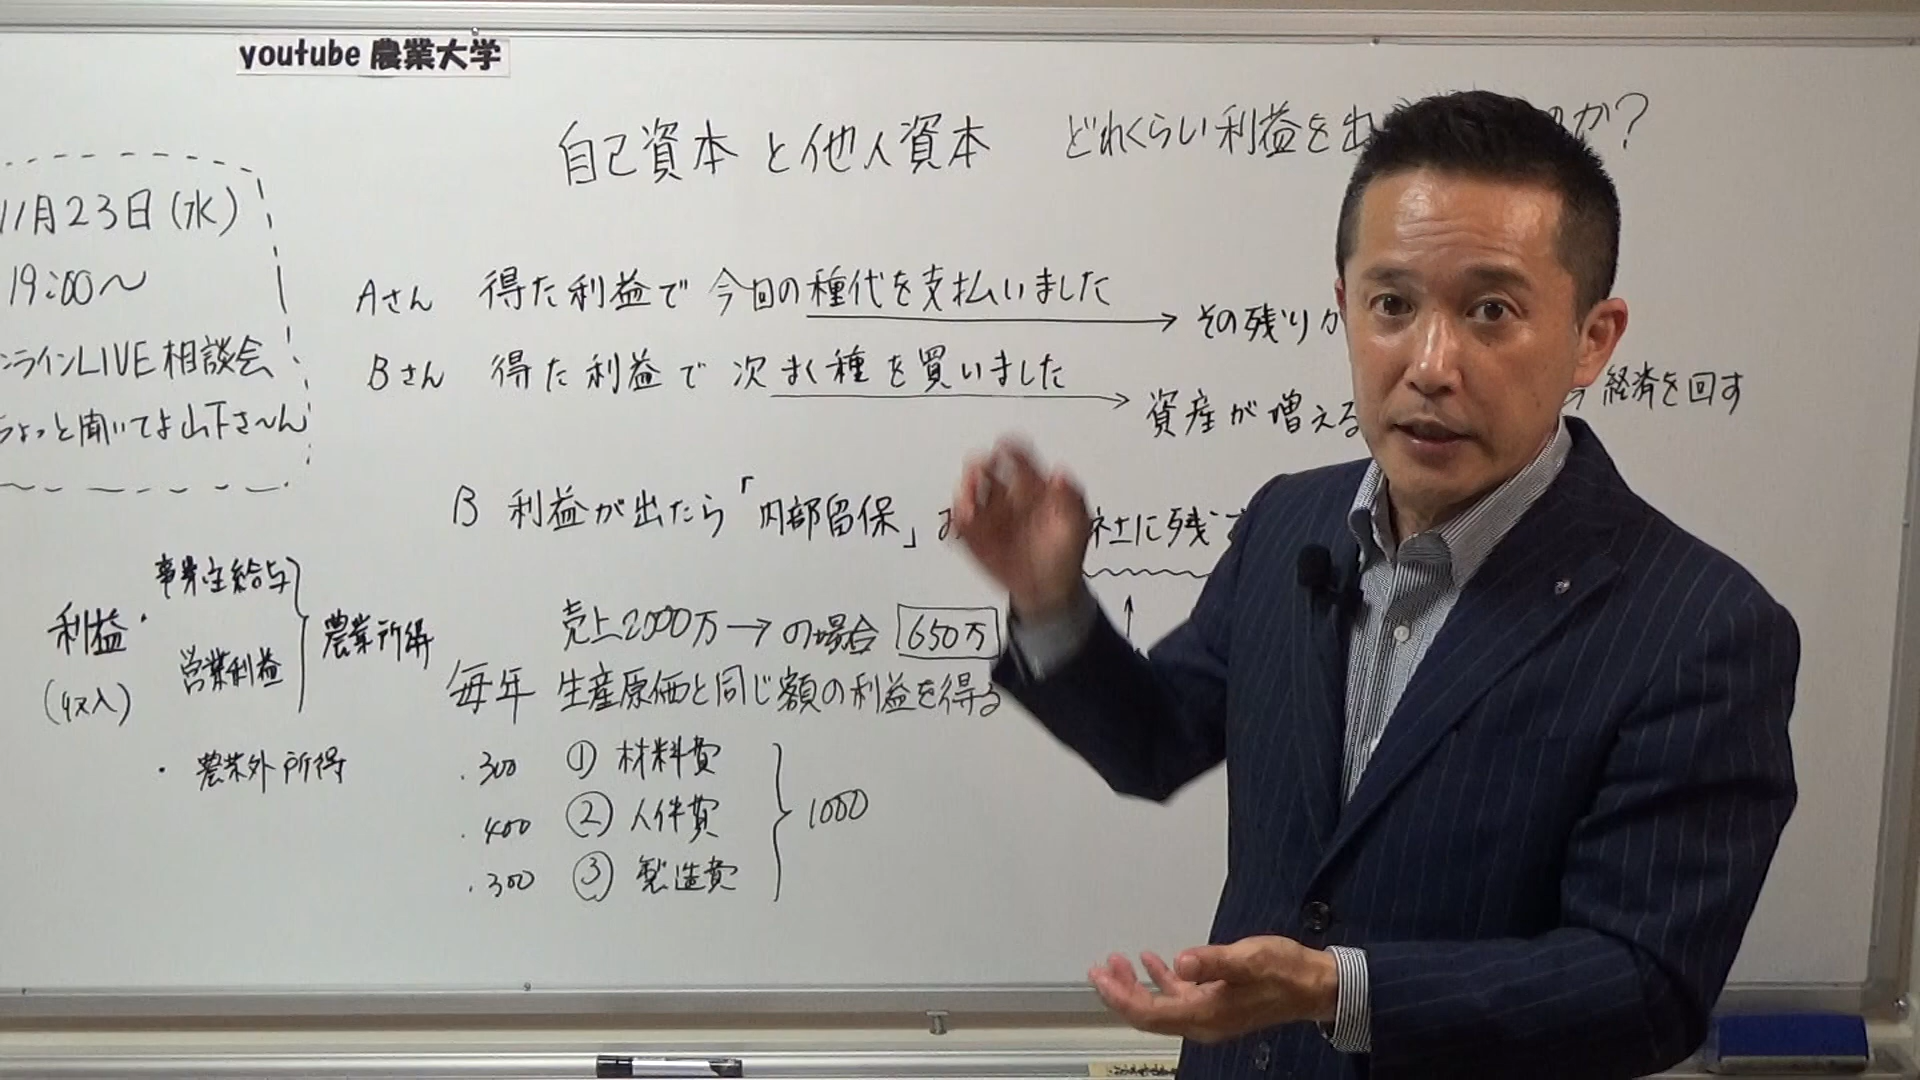 youtube 農業大学
自己資本 と 他人資本 どれくらい利益を出 のか?
11月23日(水)
19:00〜
ンラインLIVE相談会
ちょっと聞いてよ山下さ〜ん
Aさん 得た利益で 今回の種代を支払いました → その残りが
Bさん 得た利益で 次まく種を買いました → 資産が増える → 経済を回す
B 利益が出たら「内部留保」 お 社に残す
利益 (収入)
・事業主給与
営業利益
農業所得
・農業外所得
売上2000万→の場合 650万
毎年 生産原価と同じ額の利益を得る
.300 ① 材料費
.400 ② 人件費
.300 ③ 製造費
1000